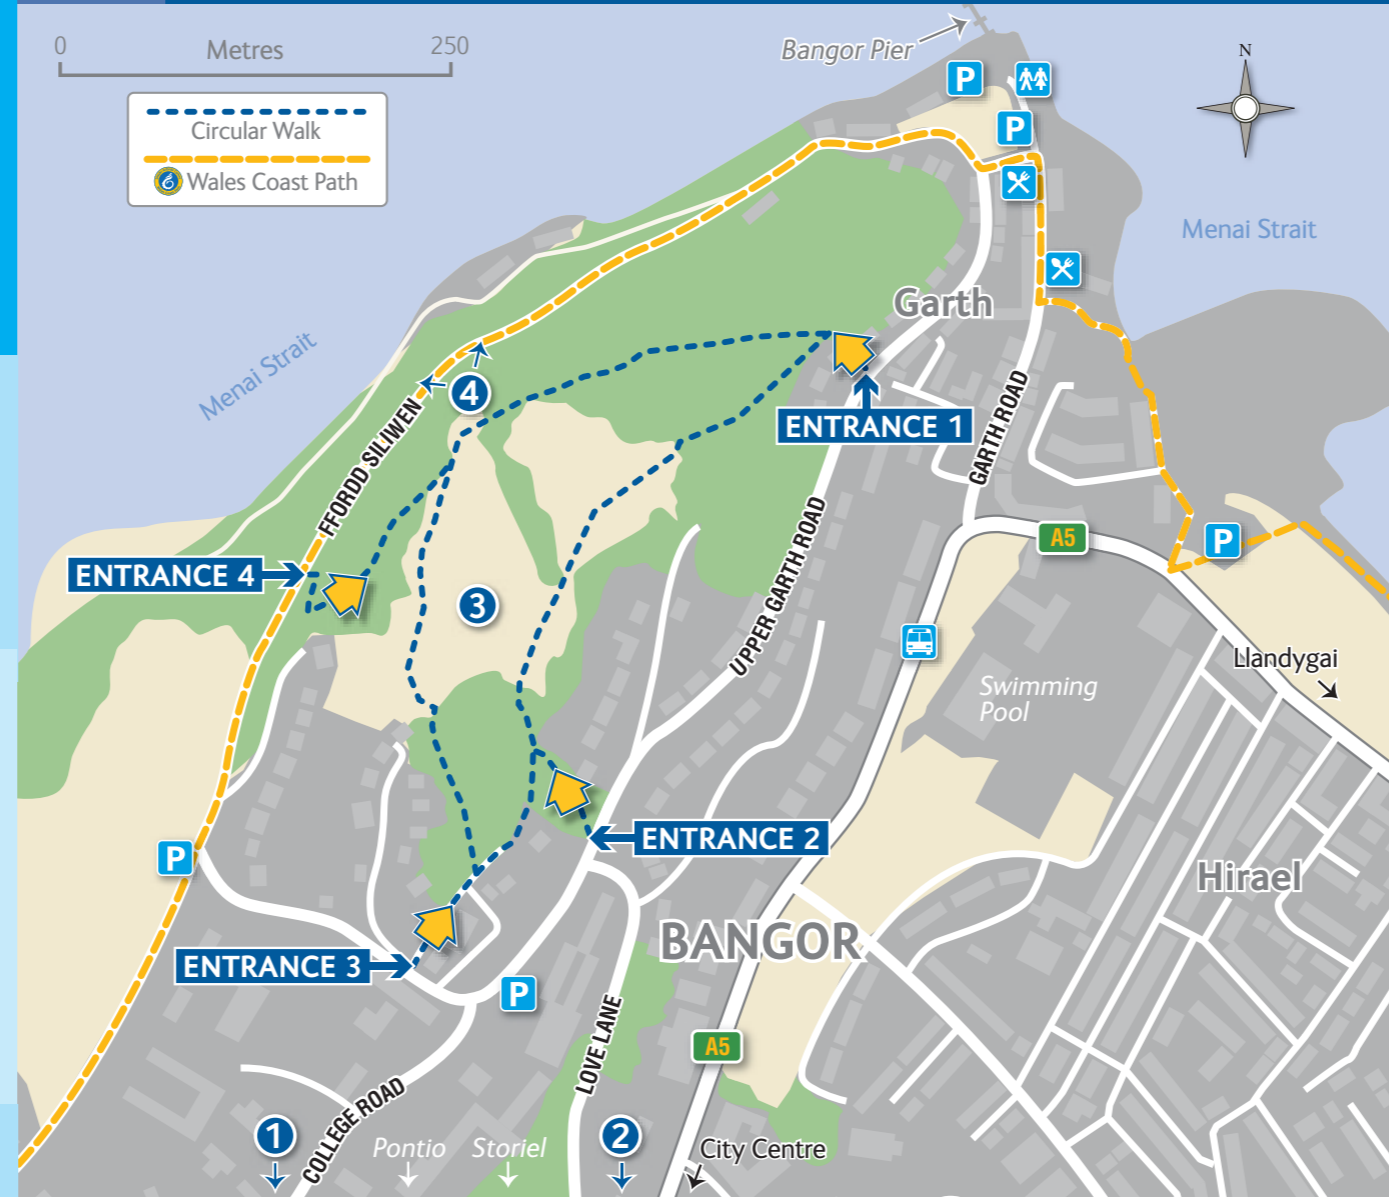 0 Metres 250
Circular Walk
Wales Coast Path
Bangor Pier
P
N
P
Menai Strait
Garth
Menai Strait
4
ENTRANCE 1
FFORDD SILIWEN
GARTH ROAD
UPPER GARTH ROAD
A5
P
ENTRANCE 4
3
Llandygai
Swimming
Pool
ENTRANCE 2
P
Hirael
BANGOR
ENTRANCE 3
P
LOVE LANE
A5
COLLEGE ROAD
1
Pontio
Storiel
2
City Centre